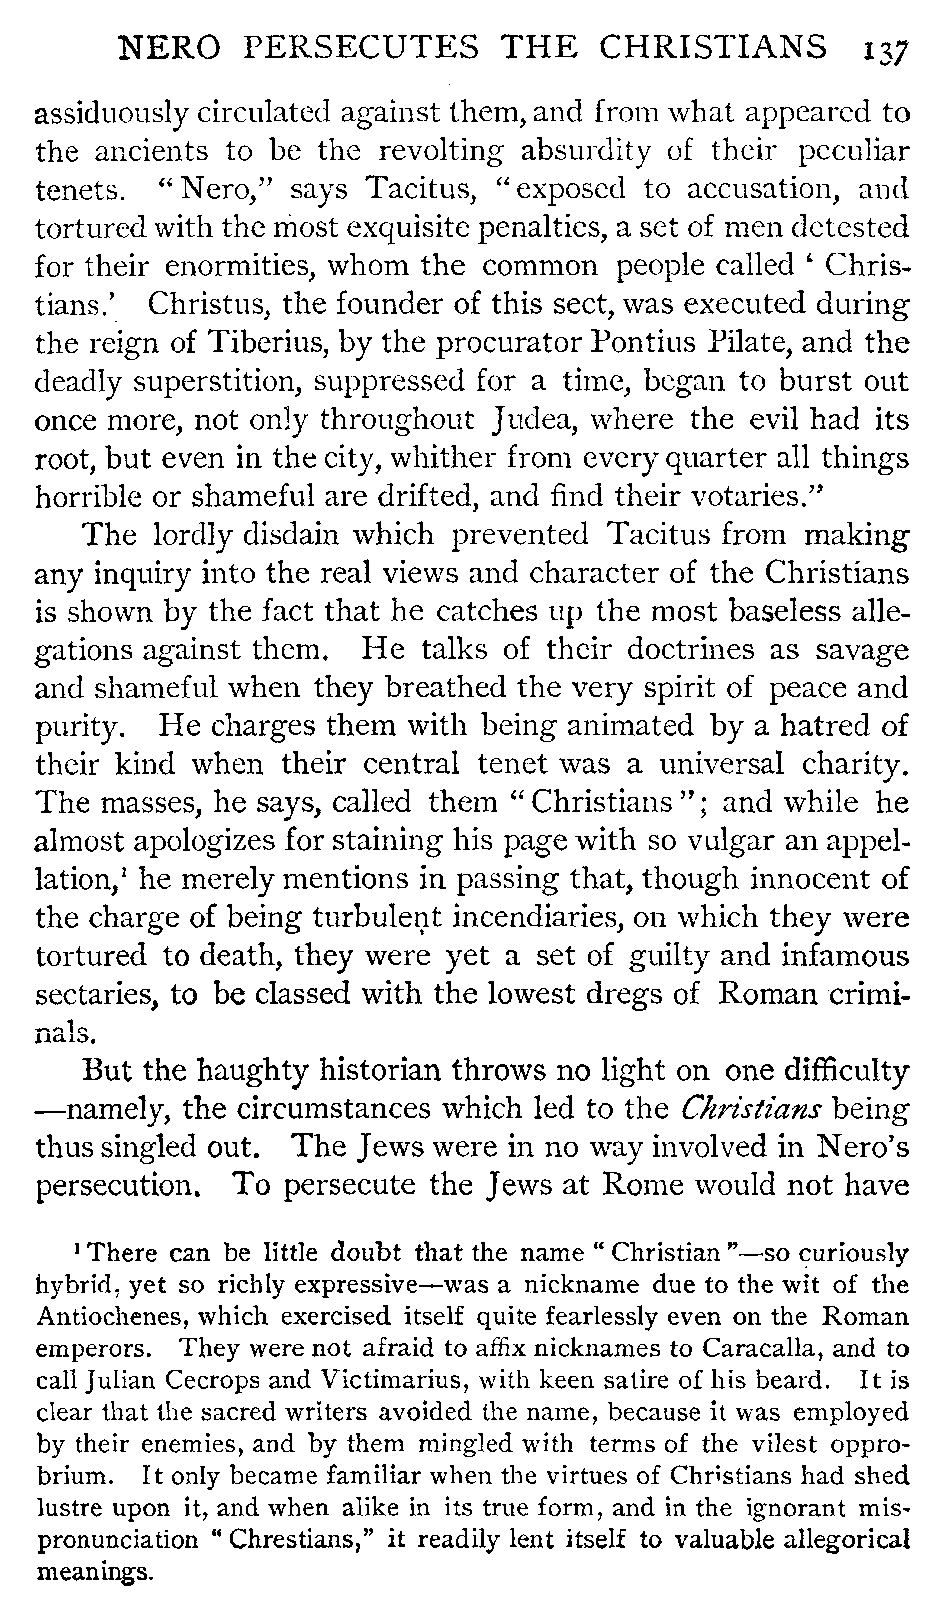 NERO PERSECUTES THE CHRISTIANS 137
assiduously circulated against them, and from what appeared to
the ancients to be the revolting absurdity of their peculiar
tenets. “Nero,” says Tacitus, “exposed to accusation, and
tortured with the most exquisite penalties, a set of men detested
for their enormities, whom the common people called ‘Chris-
tians.’ Christus, the founder of this sect, was executed during
the reign of Tiberius, by the procurator Pontius Pilate, and the
deadly superstition, suppressed for a time, began to burst out
once more, not only throughout Judea, where the evil had its
root, but even in the city, whither from every quarter all things
horrible or shameful are drifted, and find their votaries.”
The lordly disdain which prevented Tacitus from making
any inquiry into the real views and character of the Christians
is shown by the fact that he catches up the most baseless alle-
gations against them. He talks of their doctrines as savage
and shameful when they breathed the very spirit of peace and
purity. He charges them with being animated by a hatred of
their kind when their central tenet was a universal charity.
The masses, he says, called them “Christians”; and while he
almost apologizes for staining his page with so vulgar an appel-
lation,¹ he merely mentions in passing that, though innocent of
the charge of being turbulent incendiaries, on which they were
tortured to death, they were yet a set of guilty and infamous
sectaries, to be classed with the lowest dregs of Roman crimi-
nals.
But the haughty historian throws no light on one difficulty
—namely, the circumstances which led to the Christians being
thus singled out. The Jews were in no way involved in Nero’s
persecution. To persecute the Jews at Rome would not have
¹ There can be little doubt that the name “Christian”—so curiously
hybrid, yet so richly expressive—was a nickname due to the wit of the
Antiochenes, which exercised itself quite fearlessly even on the Roman
emperors. They were not afraid to affix nicknames to Caracalla, and to
call Julian Cecrops and Victimarius, with keen satire of his beard. It is
clear that the sacred writers avoided the name, because it was employed
by their enemies, and by them mingled with terms of the vilest oppro-
brium. It only became familiar when the virtues of Christians had shed
lustre upon it, and when alike in its true form, and in the ignorant mis-
pronunciation “Chrestians,” it readily lent itself to valuable allegorical
meanings.